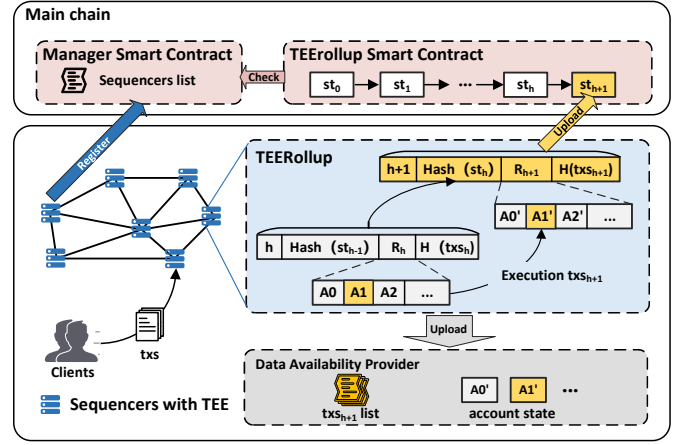 Main chain
Manager Smart Contract
Sequencers list
Check
TEErollup Smart Contract
st0
st1
...
sth
sth+1
Register
Upload
TEERollup
h+1 Hash (sth) Rh+1 H(txsh+1)
A0' A1' A2' ...
h Hash (sth-1) Rh H (txsh)
A0 A1 A2 ...
Execution txsh+1
Clients
txs
Upload
Sequencers with TEE
Data Availability Provider
txsh+1 list
A0' A1' ...
account state